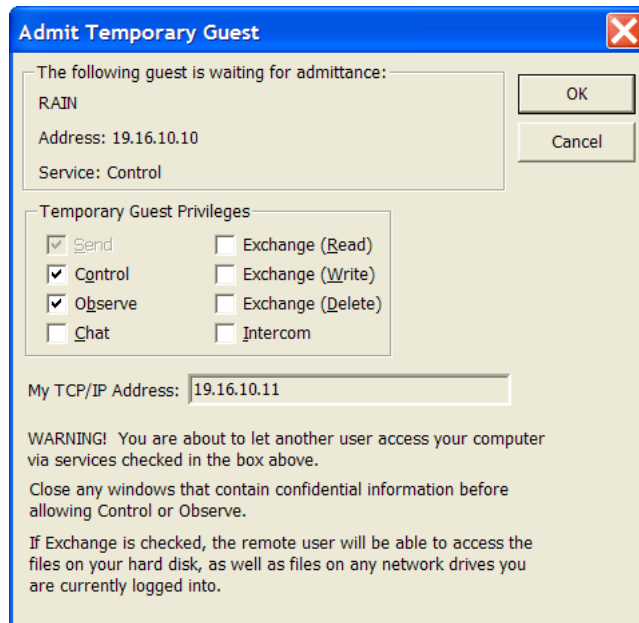 Admit Temporary Guest
The following guest is waiting for admittance:
RAIN
Address: 19.16.10.10
Service: Control
OK
Cancel
Temporary Guest Privileges
Send
Control
Observe
Chat
Exchange (Read)
Exchange (Write)
Exchange (Delete)
Intercom
My TCP/IP Address: 19.16.10.11
WARNING! You are about to let another user access your computer
via services checked in the box above.
Close any windows that contain confidential information before
allowing Control or Observe.
If Exchange is checked, the remote user will be able to access the
files on your hard disk, as well as files on any network drives you
are currently logged into.